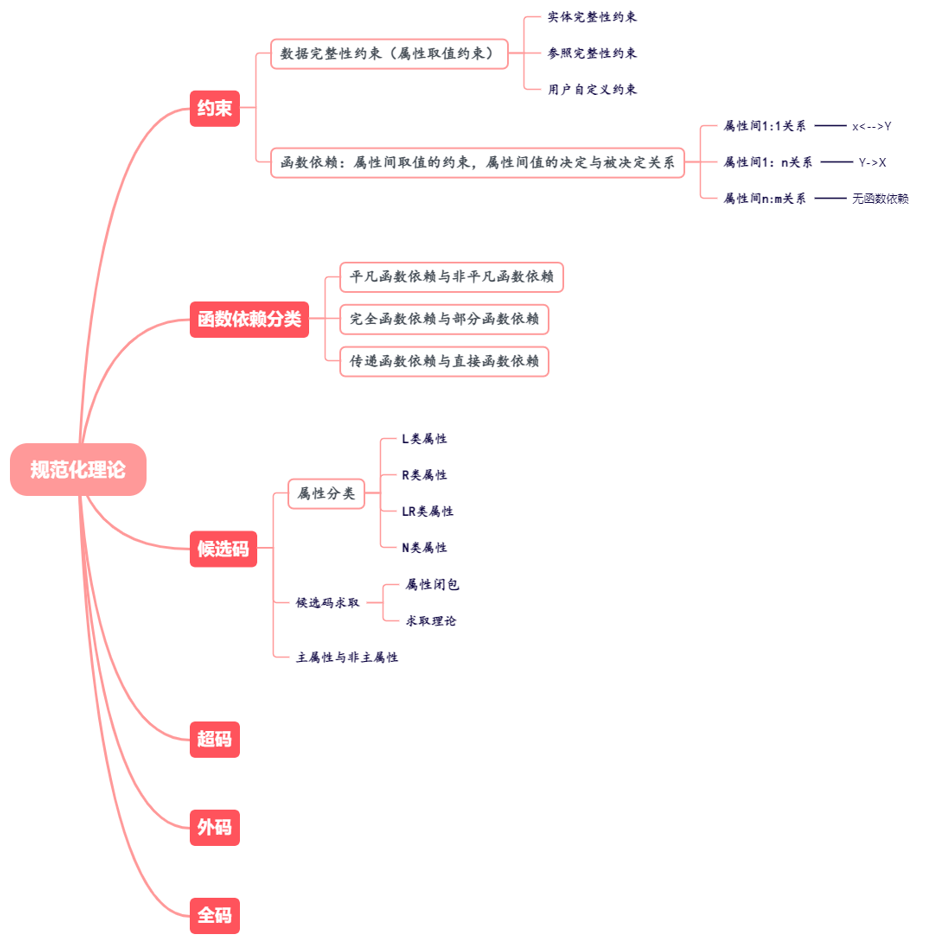 规范化理论
约束
数据完整性约束（属性取值约束）
实体完整性约束
参照完整性约束
用户自定义约束
函数依赖：属性间取值的约束，属性间值的决定与被决定关系
属性间1:1关系
x<-->Y
属性间1：n关系
Y->X
属性间n:m关系
无函数依赖
函数依赖分类
平凡函数依赖与非平凡函数依赖
完全函数依赖与部分函数依赖
传递函数依赖与直接函数依赖
候选码
属性分类
L类属性
R类属性
LR类属性
N类属性
候选码求取
属性闭包
求取理论
主属性与非主属性
超码
外码
全码